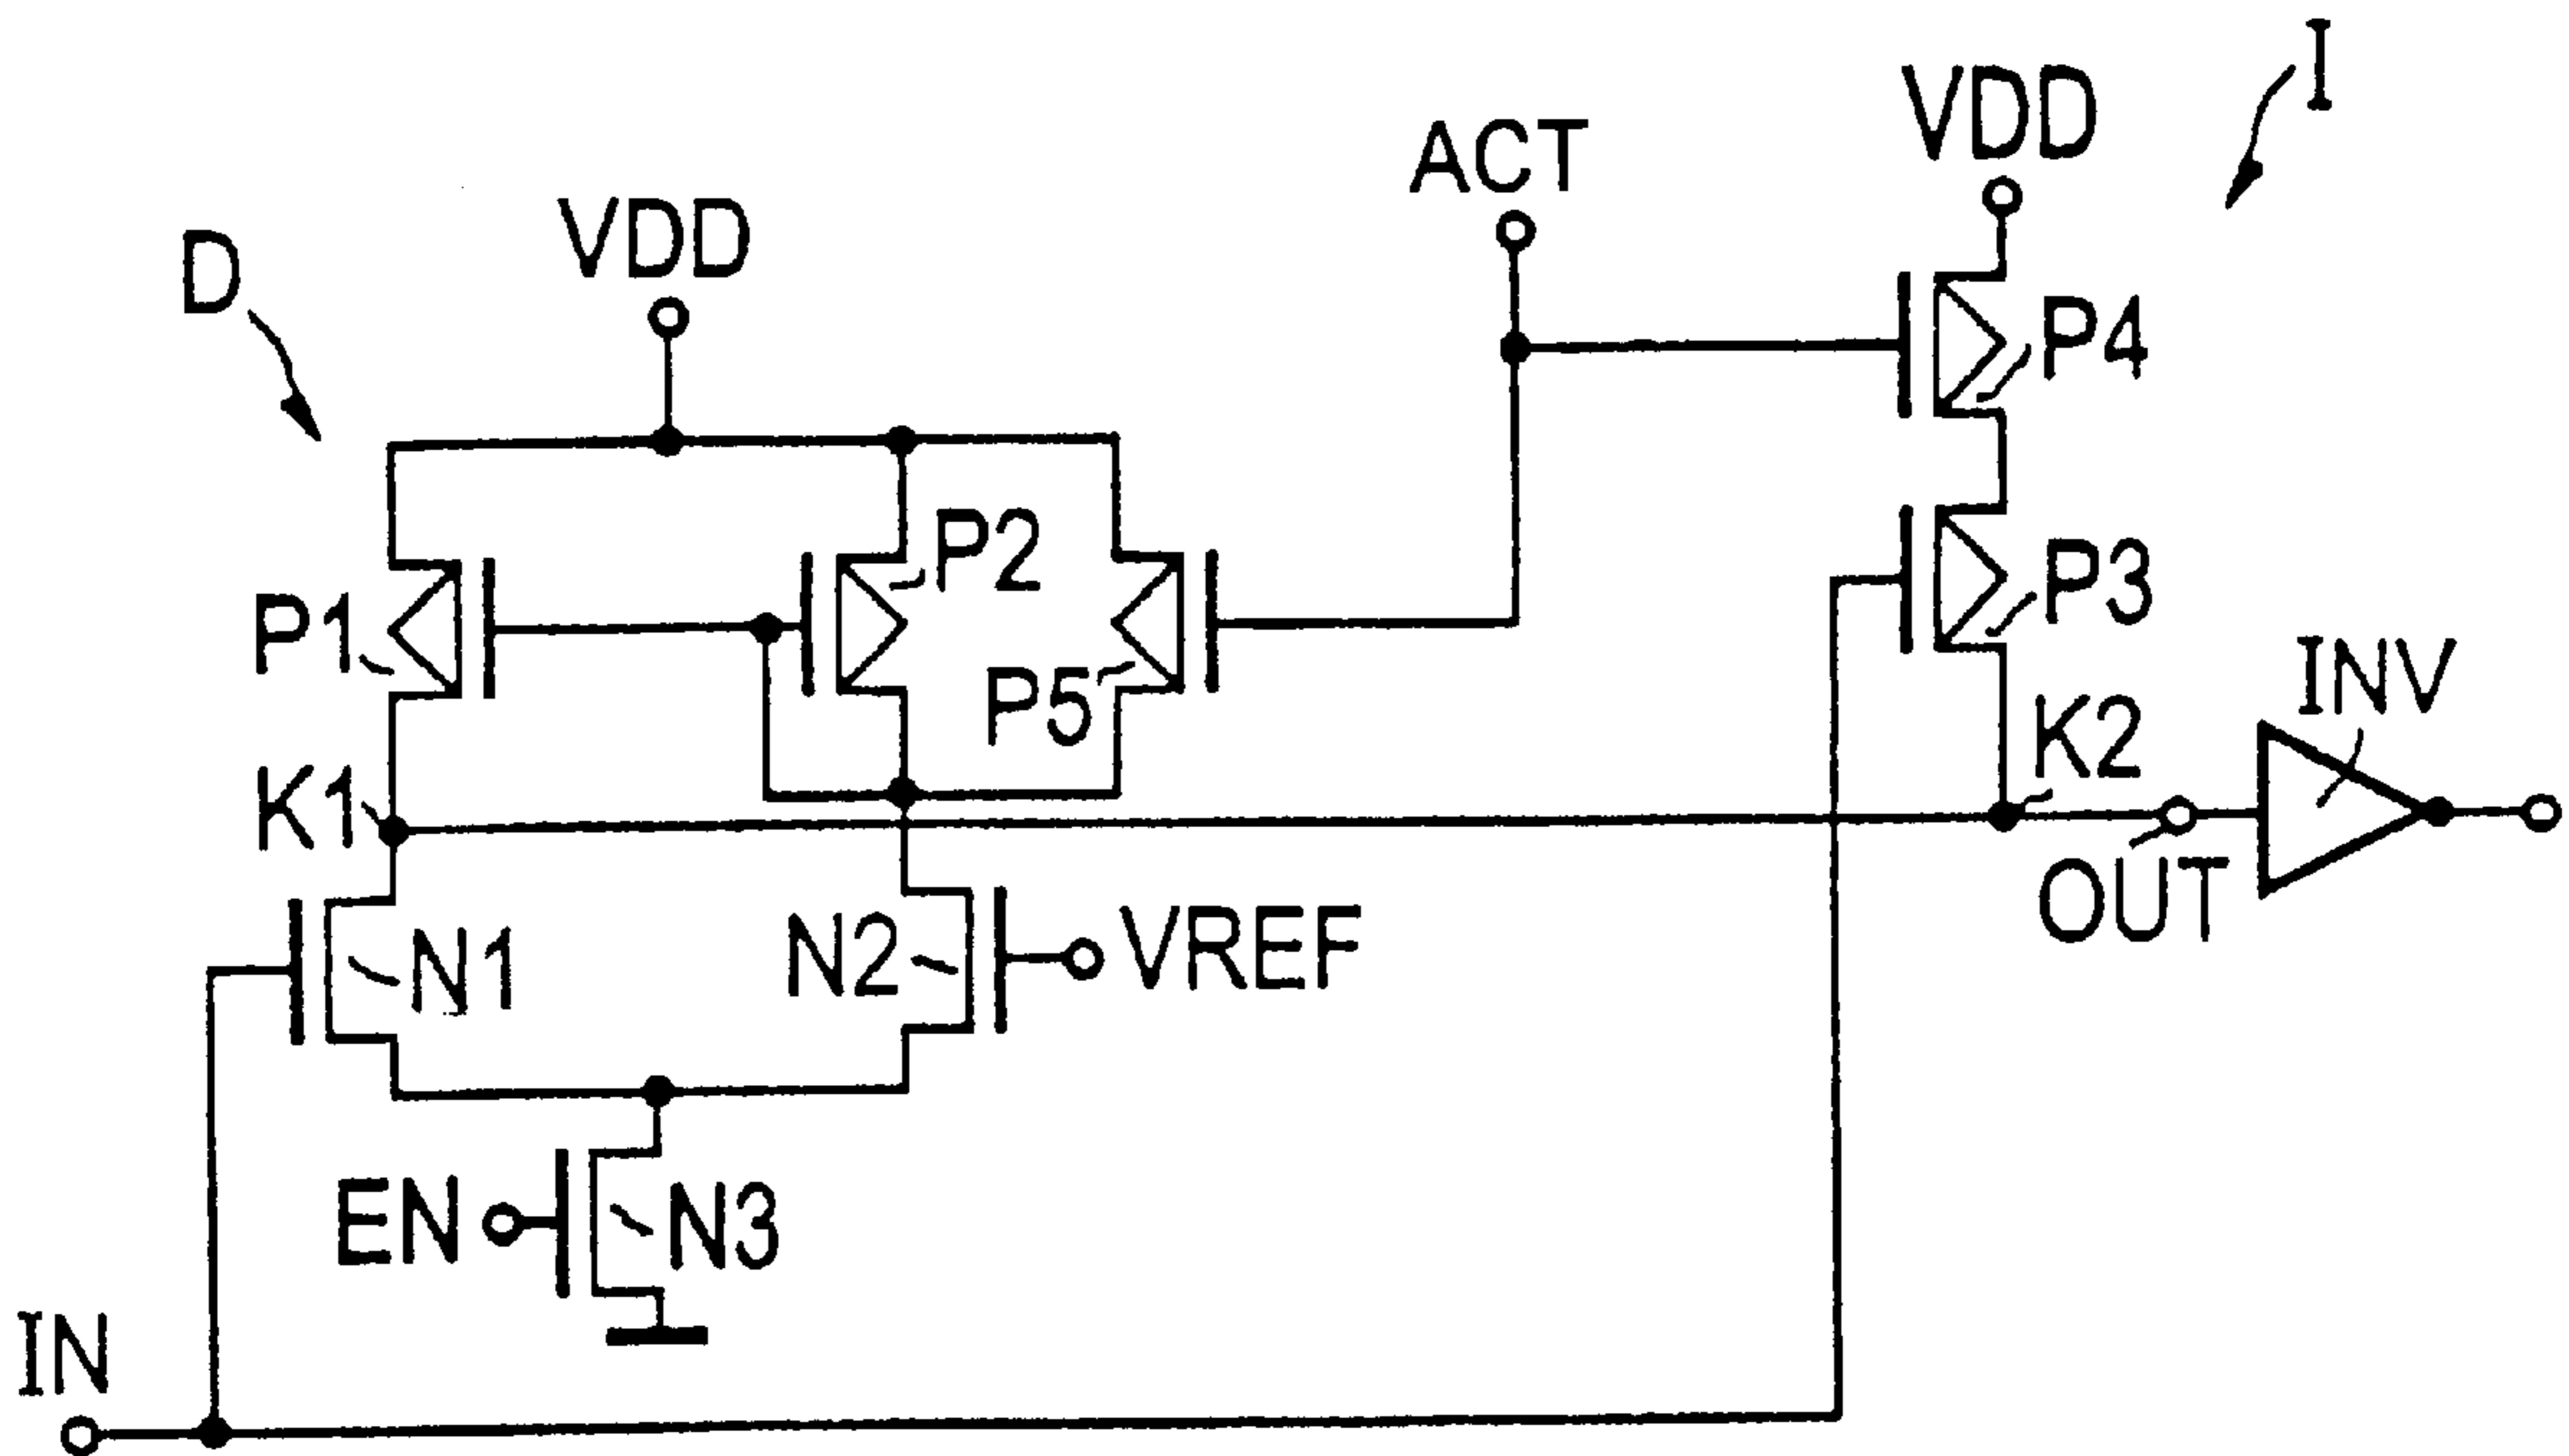 I
VDD
ACT
VDD
D
P4
P2
P3
P1
INV
P5
K2
K1
OUT
N1
N2
VREF
EN
N3
IN